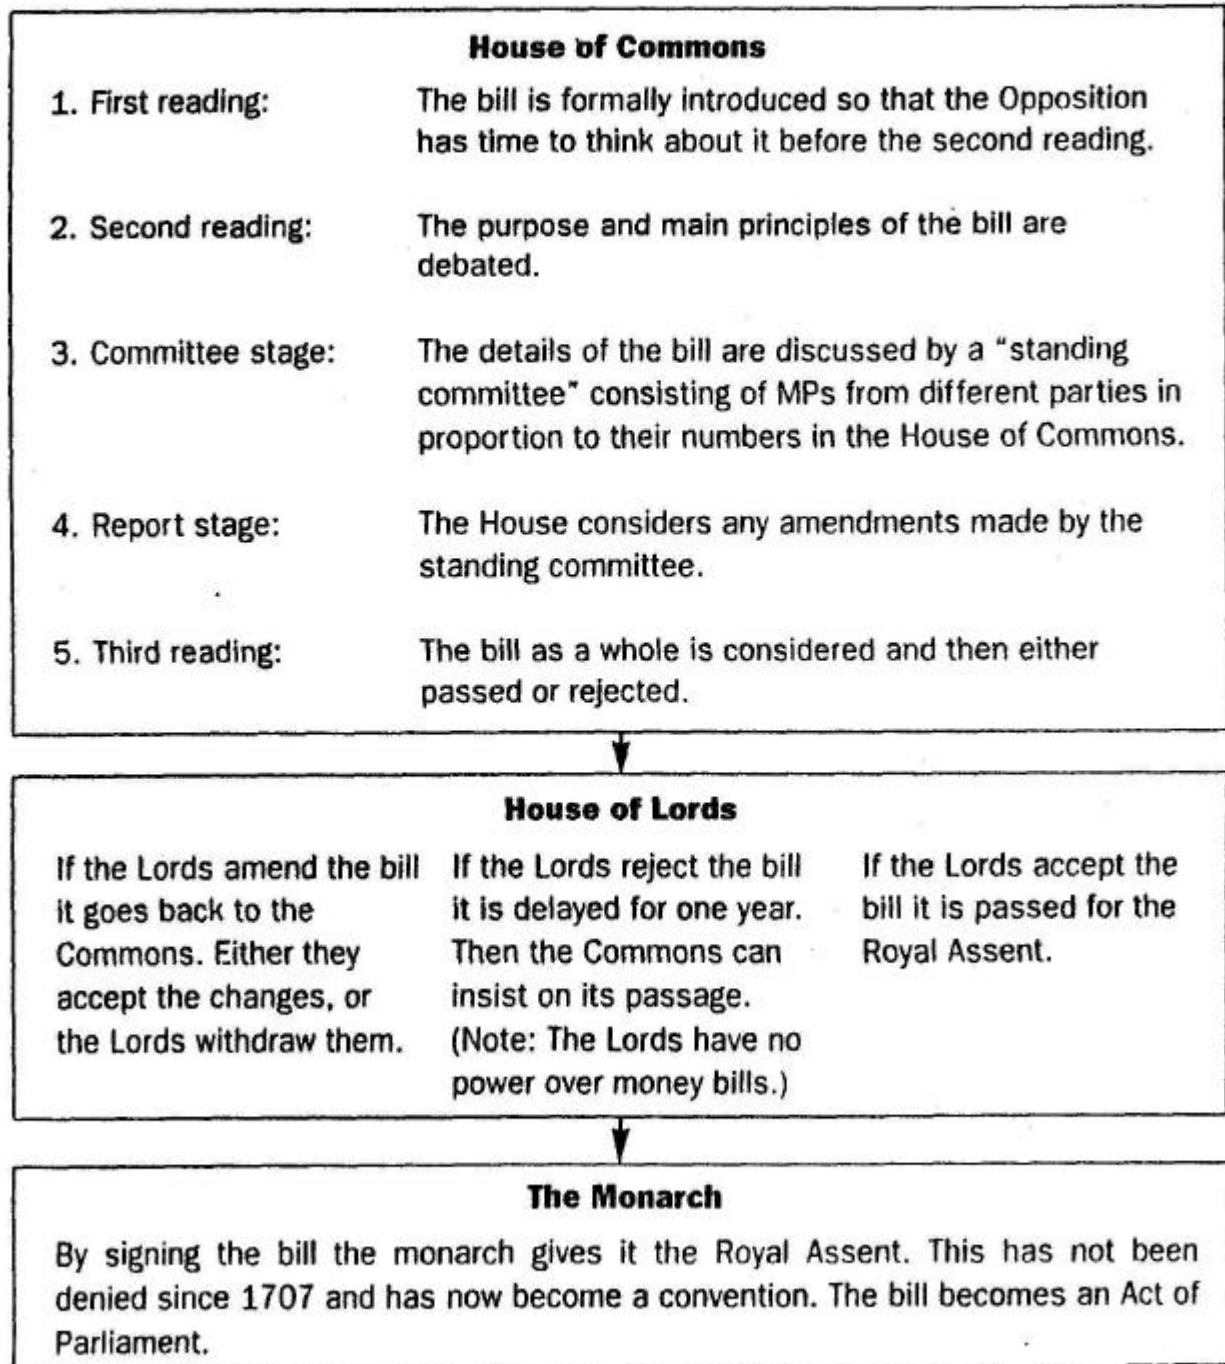 House of Commons
1. First reading: The bill is formally introduced so that the Opposition
has time to think about it before the second reading.
2. Second reading: The purpose and main principles of the bill are
debated.
3. Committee stage: The details of the bill are discussed by a "standing
committee" consisting of MPs from different parties in
proportion to their numbers in the House of Commons.
4. Report stage: The House considers any amendments made by the
standing committee.
5. Third reading: The bill as a whole is considered and then either
passed or rejected.
House of Lords
If the Lords amend the bill
it goes back to the
Commons. Either they
accept the changes, or
the Lords withdraw them.
If the Lords reject the bill
it is delayed for one year.
Then the Commons can
insist on its passage.
(Note: The Lords have no
power over money bills.)
If the Lords accept the
bill it is passed for the
Royal Assent.
The Monarch
By signing the bill the monarch gives it the Royal Assent. This has not been
denied since 1707 and has now become a convention. The bill becomes an Act of
Parliament.